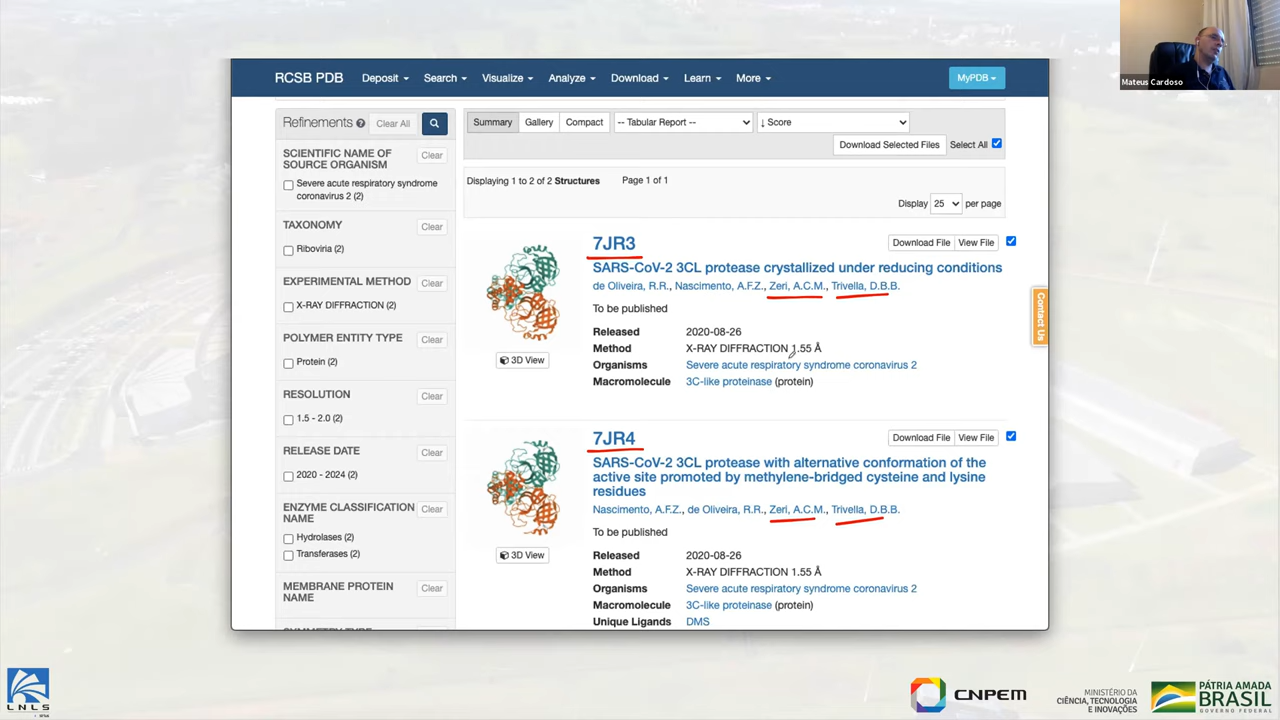 Mateus Cardoso
RCSB PDB Deposit Search Visualize Analyze Download Learn More MyPDB
Refinements Clear All
Summary Gallery Compact -- Tabular Report -- ↓ Score
Download Selected Files Select All
SCIENTIFIC NAME OF
SOURCE ORGANISM
Clear
Severe acute respiratory syndrome
coronavirus 2 (2)
TAXONOMY Clear
Riboviria (2)
EXPERIMENTAL METHOD Clear
X-RAY DIFFRACTION (2)
POLYMER ENTITY TYPE Clear
Protein (2)
RESOLUTION Clear
1.5 - 2.0 (2)
RELEASE DATE Clear
2020 - 2024 (2)
ENZYME CLASSIFICATION
NAME
Clear
Hydrolases (2)
Transferases (2)
MEMBRANE PROTEIN
NAME
Clear
SYMMETRY TYPE
Displaying 1 to 2 of 2 Structures Page 1 of 1
Display 25 per page
7JR3
Download File View File
SARS-CoV-2 3CL protease crystallized under reducing conditions
de Oliveira, R.R., Nascimento, A.F.Z., Zeri, A.C.M., Trivella, D.B.B.
To be published
Released 2020-08-26
Method X-RAY DIFFRACTION 1.55 Å
Organisms Severe acute respiratory syndrome coronavirus 2
Macromolecule 3C-like proteinase (protein)
3D View
7JR4
Download File View File
SARS-CoV-2 3CL protease with alternative conformation of the
active site promoted by methylene-bridged cysteine and lysine
residues
Nascimento, A.F.Z., de Oliveira, R.R., Zeri, A.C.M., Trivella, D.B.B.
To be published
Released 2020-08-26
Method X-RAY DIFFRACTION 1.55 Å
Organisms Severe acute respiratory syndrome coronavirus 2
Macromolecule 3C-like proteinase (protein)
Unique Ligands DMS
3D View
Contact Us
LNLS
CNPEM
MINISTÉRIO DA
CIÊNCIA, TECNOLOGIA
E INOVAÇÕES
PÁTRIA AMADA
BRASIL
GOVERNO FEDERAL